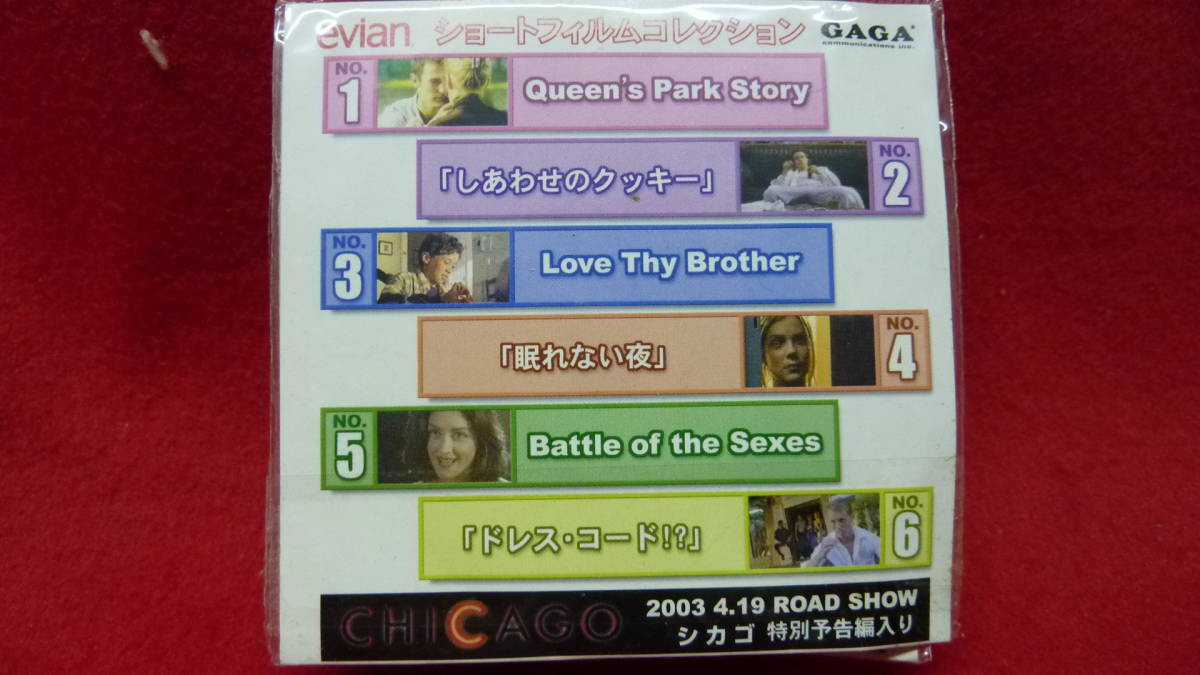 evian. ショートフィルムコレクション GAGA
communications inc.
NO.
1
Queen's Park Story
「しあわせのクッキー」
NO.
2
NO.
3
Love Thy Brother
「眠れない夜」
NO.
4
NO.
5
Battle of the Sexes
「ドレス・コード!?」
NO.
6
CHICAGO
2003 4.19 ROAD SHOW
シカゴ 特別予告編入り